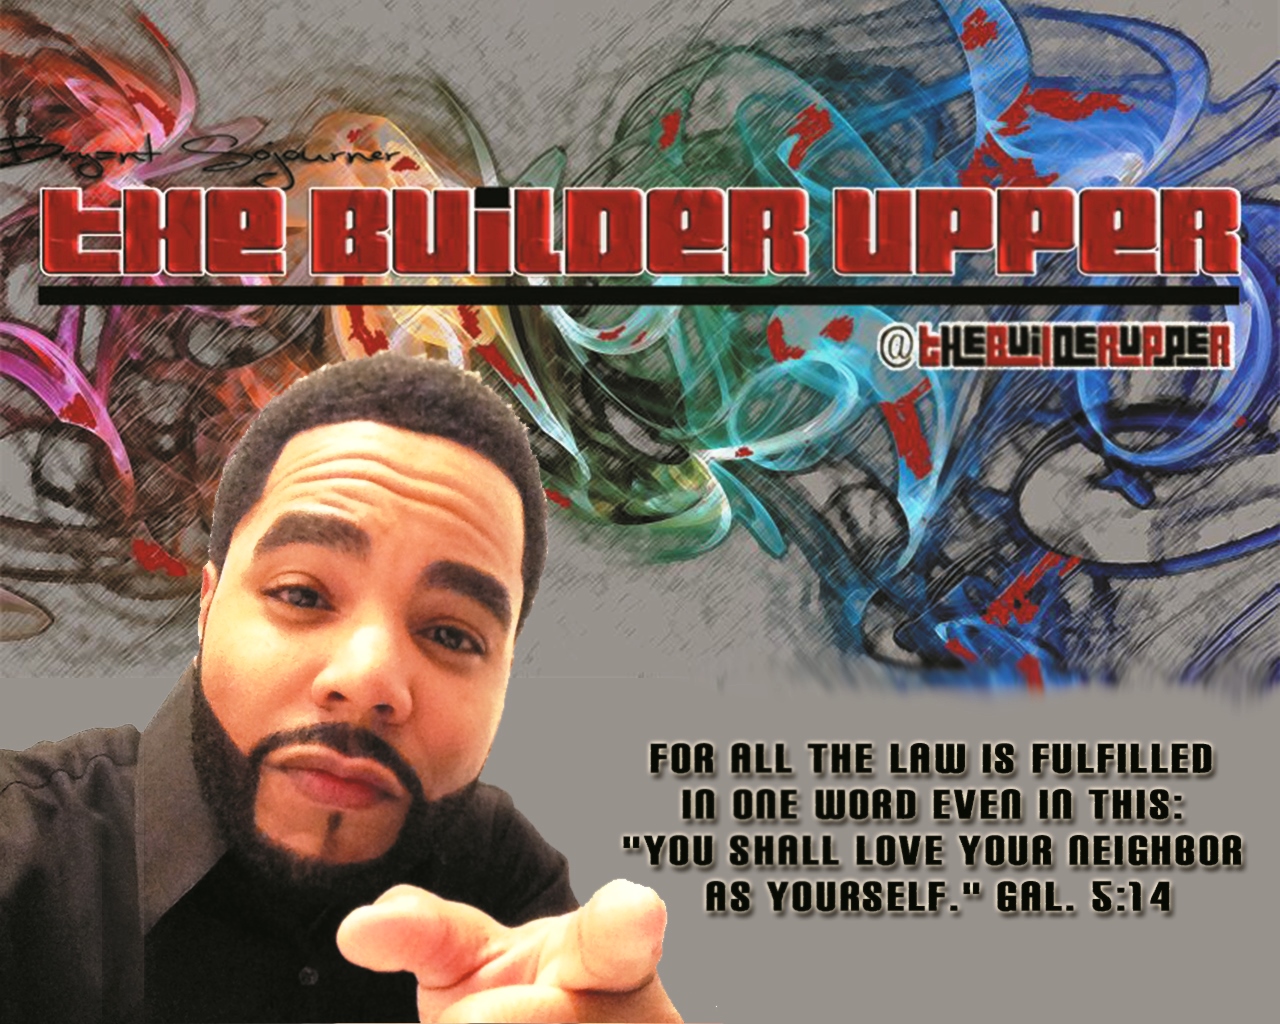 Bryant Sojourner
THE BUiLDER UPPER
@THEBUiLDERUPPER
FOR ALL THE LAW IS FULFILLED
IN ONE WORD EVEN IN THIS:
"YOU SHALL LOVE YOUR NEIGHBOR
AS YOURSELF." GAL. 5:14